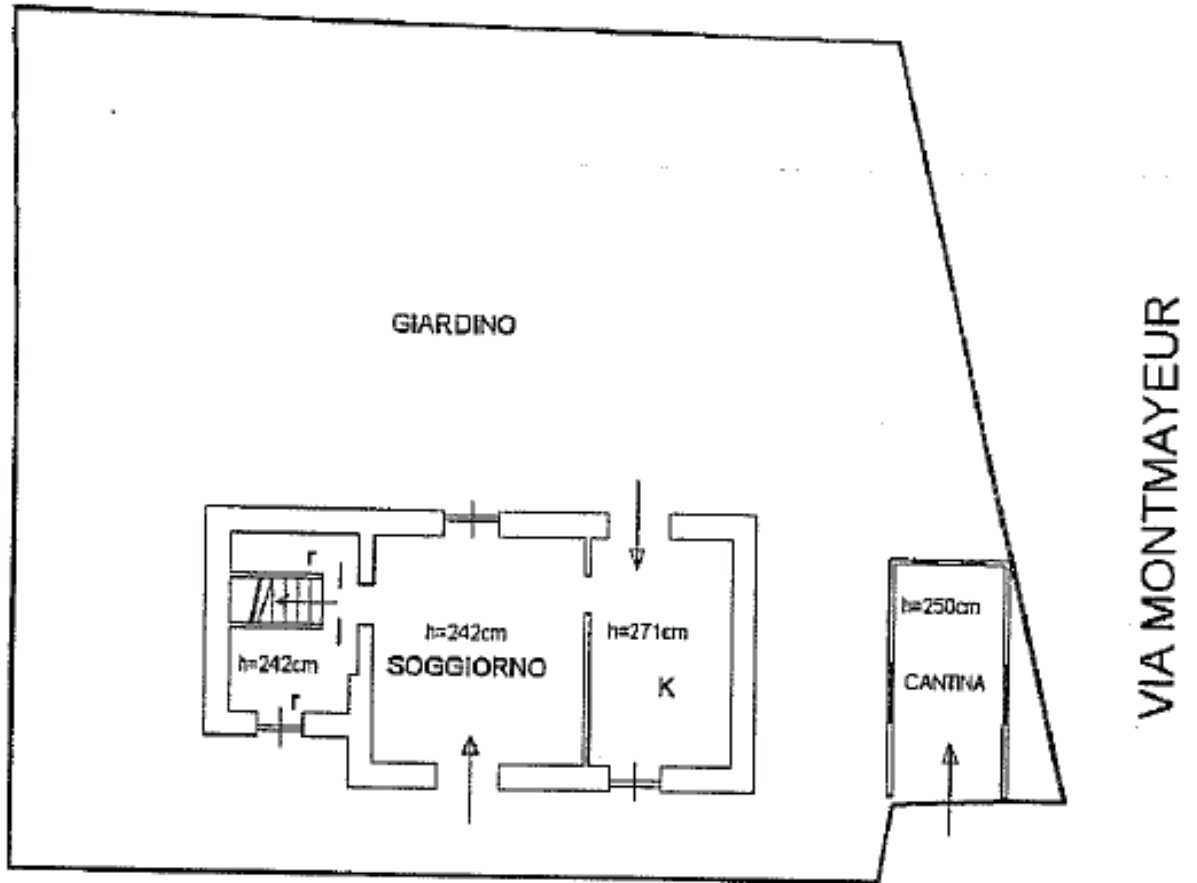 GIARDINO
VIA MONTMAYEUR
r
h=242cm
SOGGIORNO
h=271cm
K
h=242cm
r
h=250cm
CANTINA